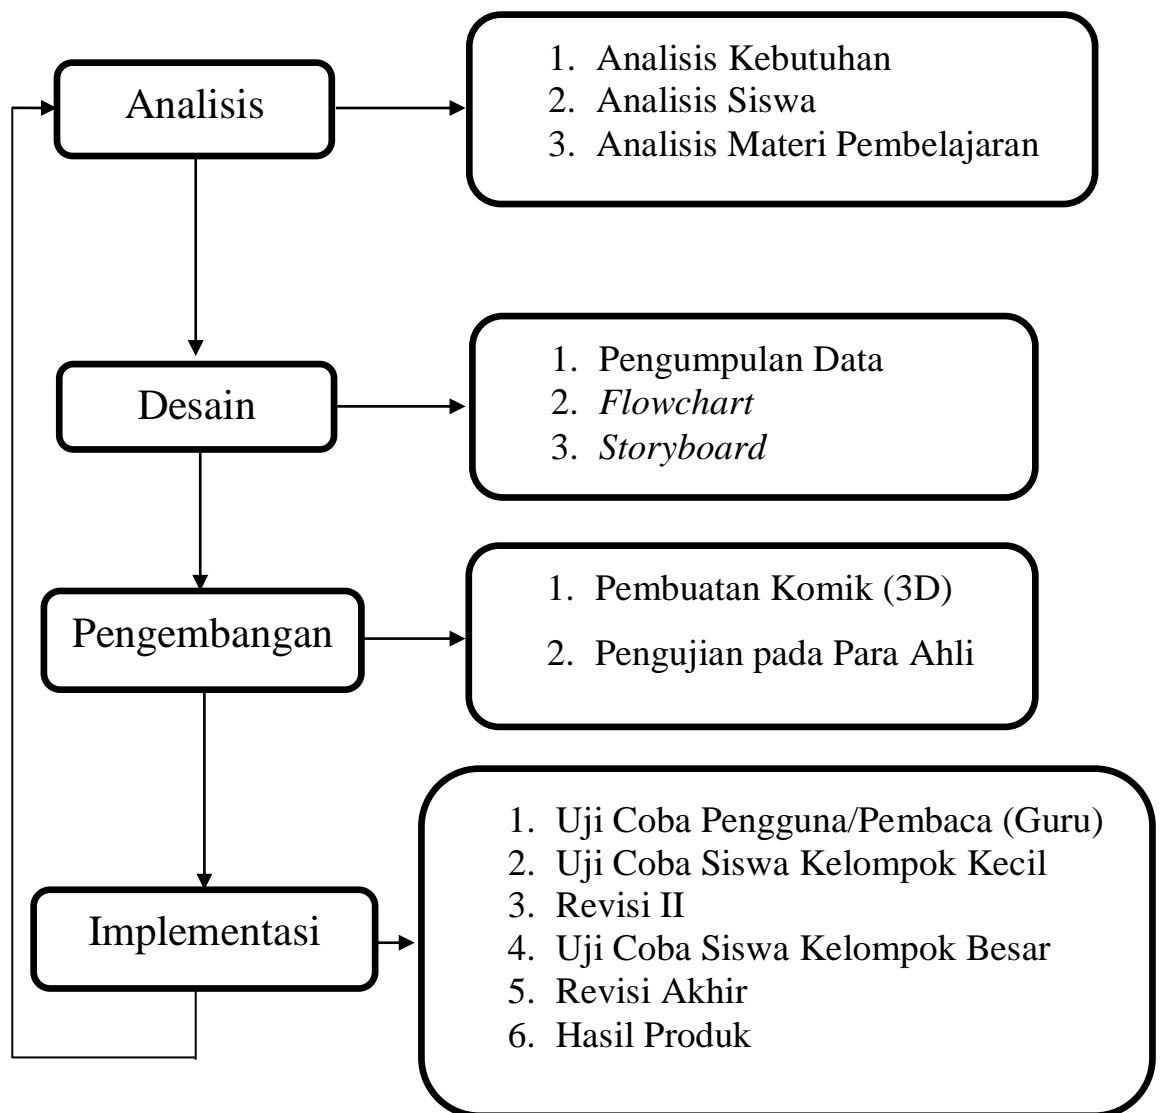 Analisis
1. Analisis Kebutuhan
2. Analisis Siswa
3. Analisis Materi Pembelajaran
Desain
1. Pengumpulan Data
2. Flowchart
3. Storyboard
Pengembangan
1. Pembuatan Komik (3D)
2. Pengujian pada Para Ahli
Implementasi
1. Uji Coba Pengguna/Pembaca (Guru)
2. Uji Coba Siswa Kelompok Kecil
3. Revisi II
4. Uji Coba Siswa Kelompok Besar
5. Revisi Akhir
6. Hasil Produk